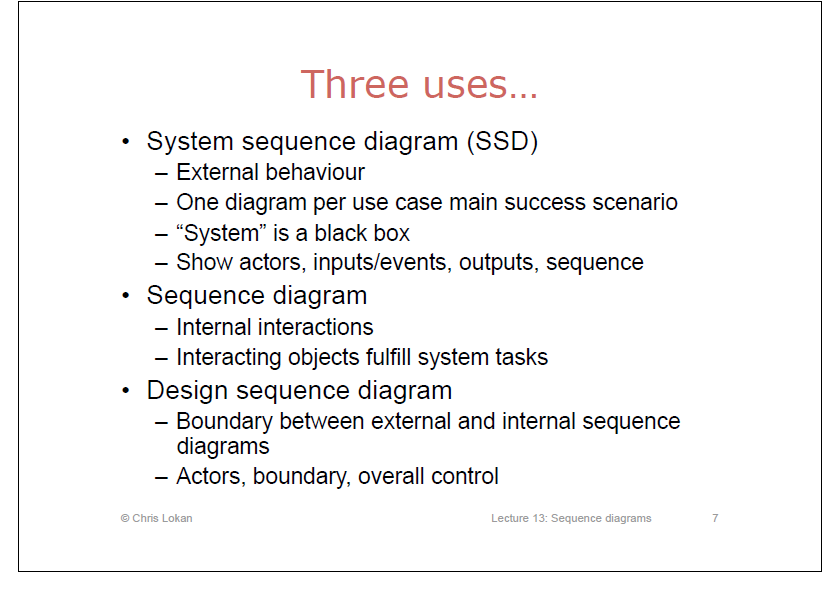 Three uses…
• System sequence diagram (SSD)
– External behaviour
– One diagram per use case main success scenario
– “System” is a black box
– Show actors, inputs/events, outputs, sequence
• Sequence diagram
– Internal interactions
– Interacting objects fulfill system tasks
• Design sequence diagram
– Boundary between external and internal sequence
diagrams
– Actors, boundary, overall control
© Chris Lokan Lecture 13: Sequence diagrams 7